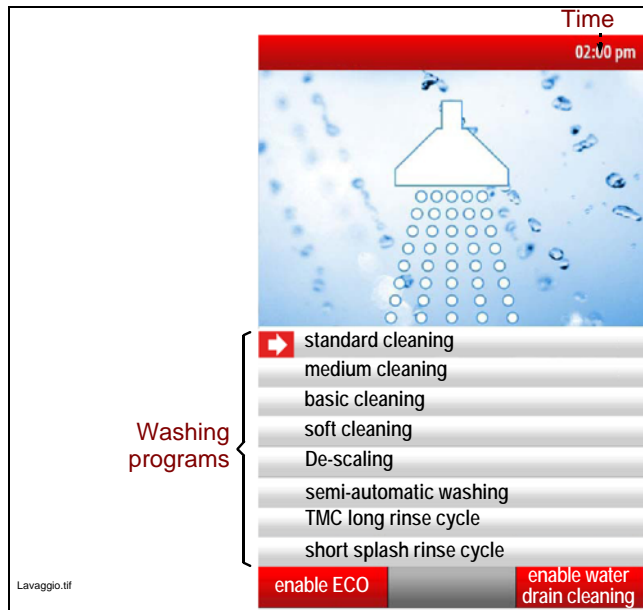 Time
02:00 pm
standard cleaning
medium cleaning
basic cleaning
soft cleaning
De-scaling
semi-automatic washing
TMC long rinse cycle
short splash rinse cycle
Washing
programs
enable ECO
enable water
drain cleaning
Lavaggio.tif